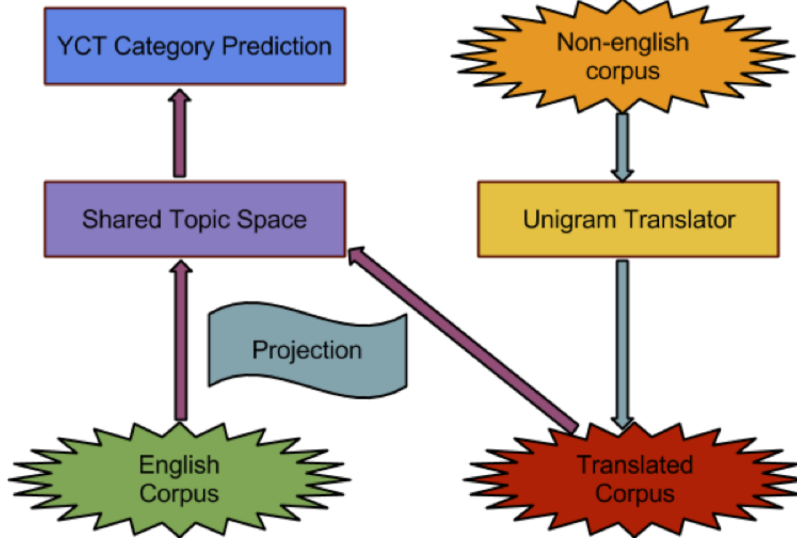 YCT Category Prediction
Non-english
corpus
Shared Topic Space
Unigram Translator
Projection
English
Corpus
Translated
Corpus